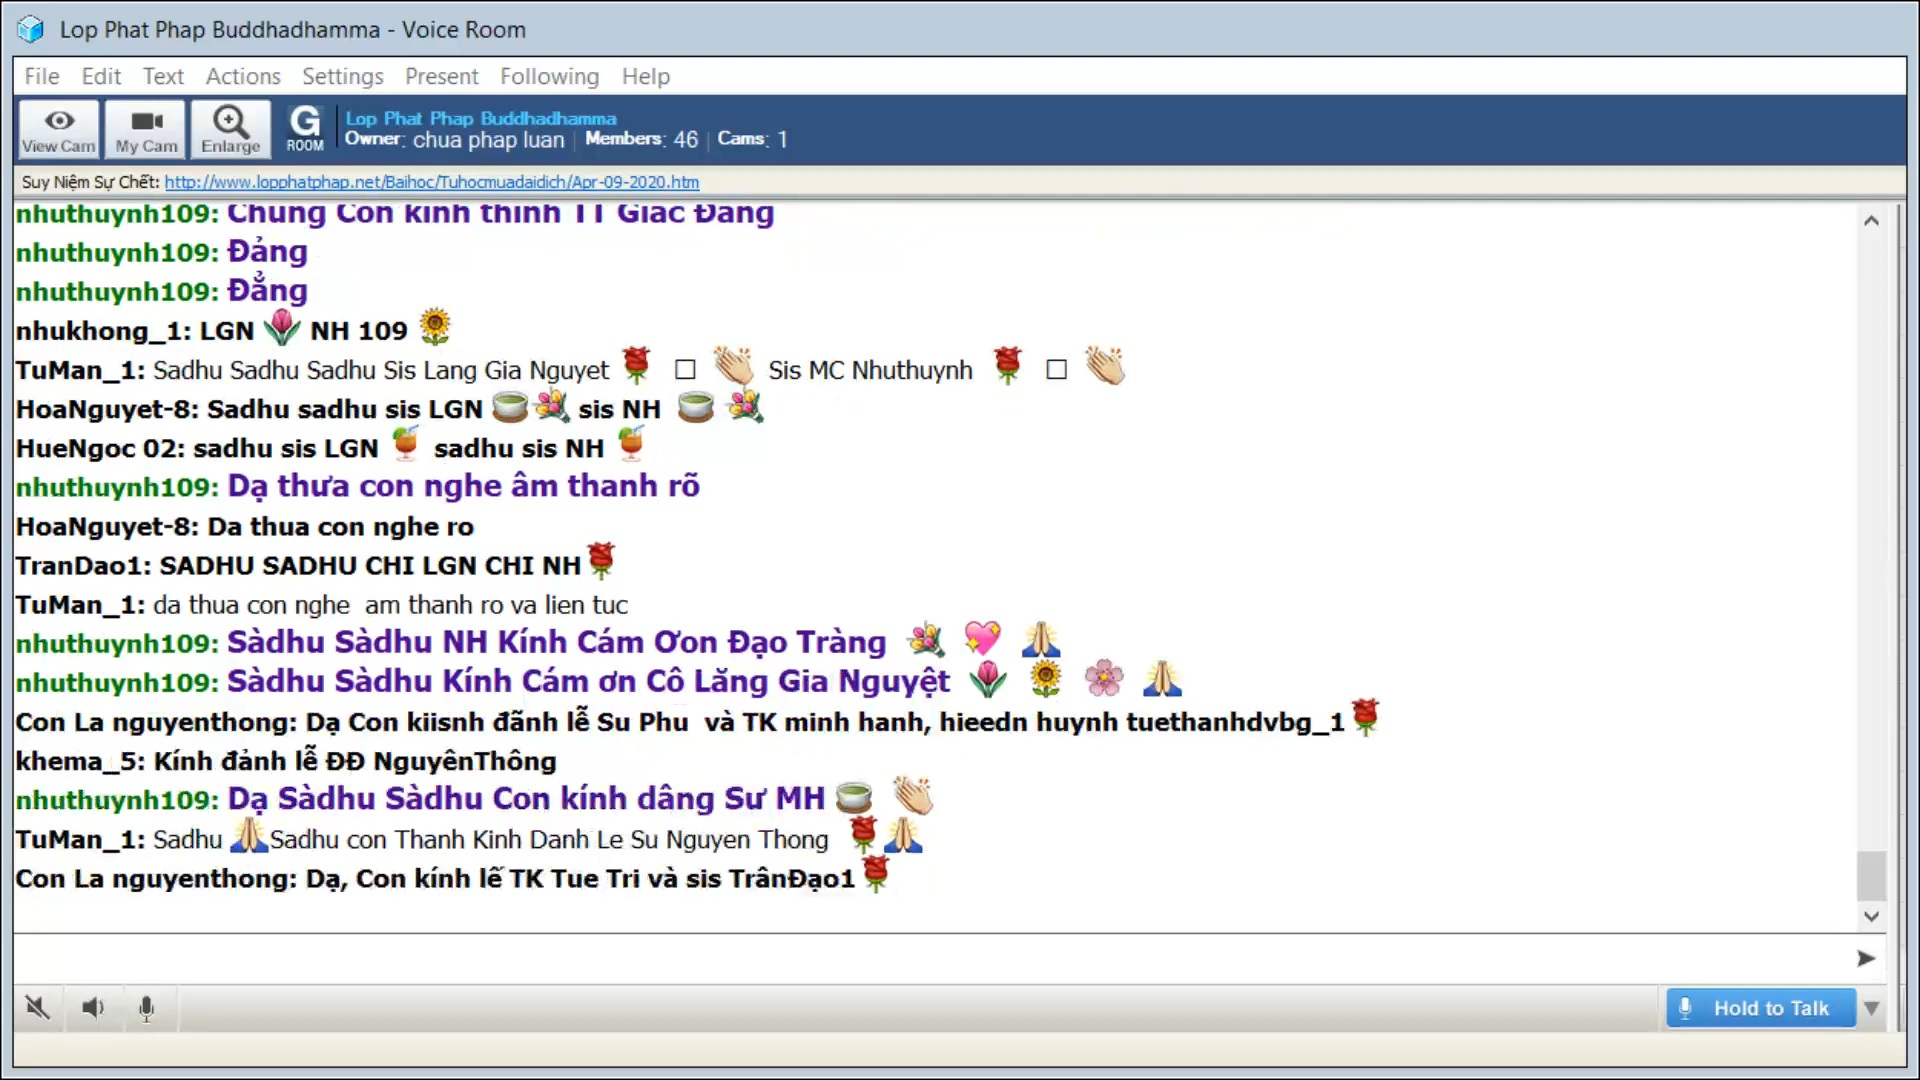 Lop Phat Phap Buddhadhamma - Voice Room
File Edit Text Actions Settings Present Following Help
View Cam My Cam Enlarge G ROOM
Lop Phat Phap Buddhadhamma
Owner: chua phap luan | Members: 46 | Cams: 1
Suy Niệm Sự Chết: http://www.lopphatphap.net/Baihoc/Tuhocmuadaidich/Apr-09-2020.htm
nhuthuynh109: Chúng Con kính thỉnh TT Giác Đăng
nhuthuynh109: Đảng
nhuthuynh109: Đẳng
nhukhong_1: LGN 🌷 NH 109 🌻
TuMan_1: Sadhu Sadhu Sadhu Sis Lang Gia Nguyet 🌹 □ 👏 Sis MC Nhuthuynh 🌹 □ 👏
HoaNguyet-8: Sadhu sadhu sis LGN 🍵💐 sis NH 🍵 💐
HueNgoc 02: sadhu sis LGN 🍹 sadhu sis NH 🍹
nhuthuynh109: Dạ thưa con nghe âm thanh rõ
HoaNguyet-8: Da thua con nghe ro
TranDao1: SADHU SADHU CHI LGN CHI NH🌹
TuMan_1: da thua con nghe am thanh ro va lien tuc
nhuthuynh109: Sàdhu Sàdhu NH Kính Cám Ơon Đạo Tràng 💐 💖 🙏
nhuthuynh109: Sàdhu Sàdhu Kính Cám ơn Cô Lăng Gia Nguyệt 🌷 🌻 🌸 🙏
Con La nguyenthong: Dạ Con kiisnh đãnh lễ Su Phu và TK minh hanh, hieedn huynh tuethanhdvbg_1🌹
khema_5: Kính đảnh lễ ĐĐ NguyênThông
nhuthuynh109: Dạ Sàdhu Sàdhu Con kính dâng Sư MH 🍵 👏
TuMan_1: Sadhu 🙏Sadhu con Thanh Kinh Danh Le Su Nguyen Thong 🌹🙏
Con La nguyenthong: Dạ, Con kính lễ TK Tue Tri và sis TrânĐạo1🌹
Hold to Talk